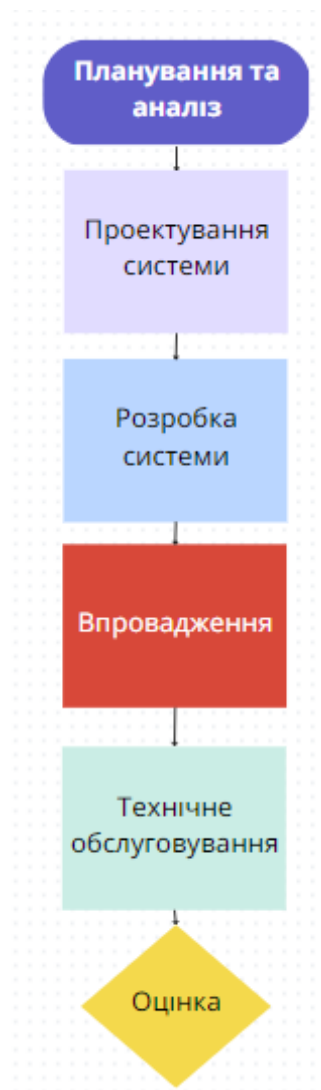 Планування та
аналіз
Проектування
системи
Розробка
системи
Впровадження
Технічне
обслуговування
Оцінка